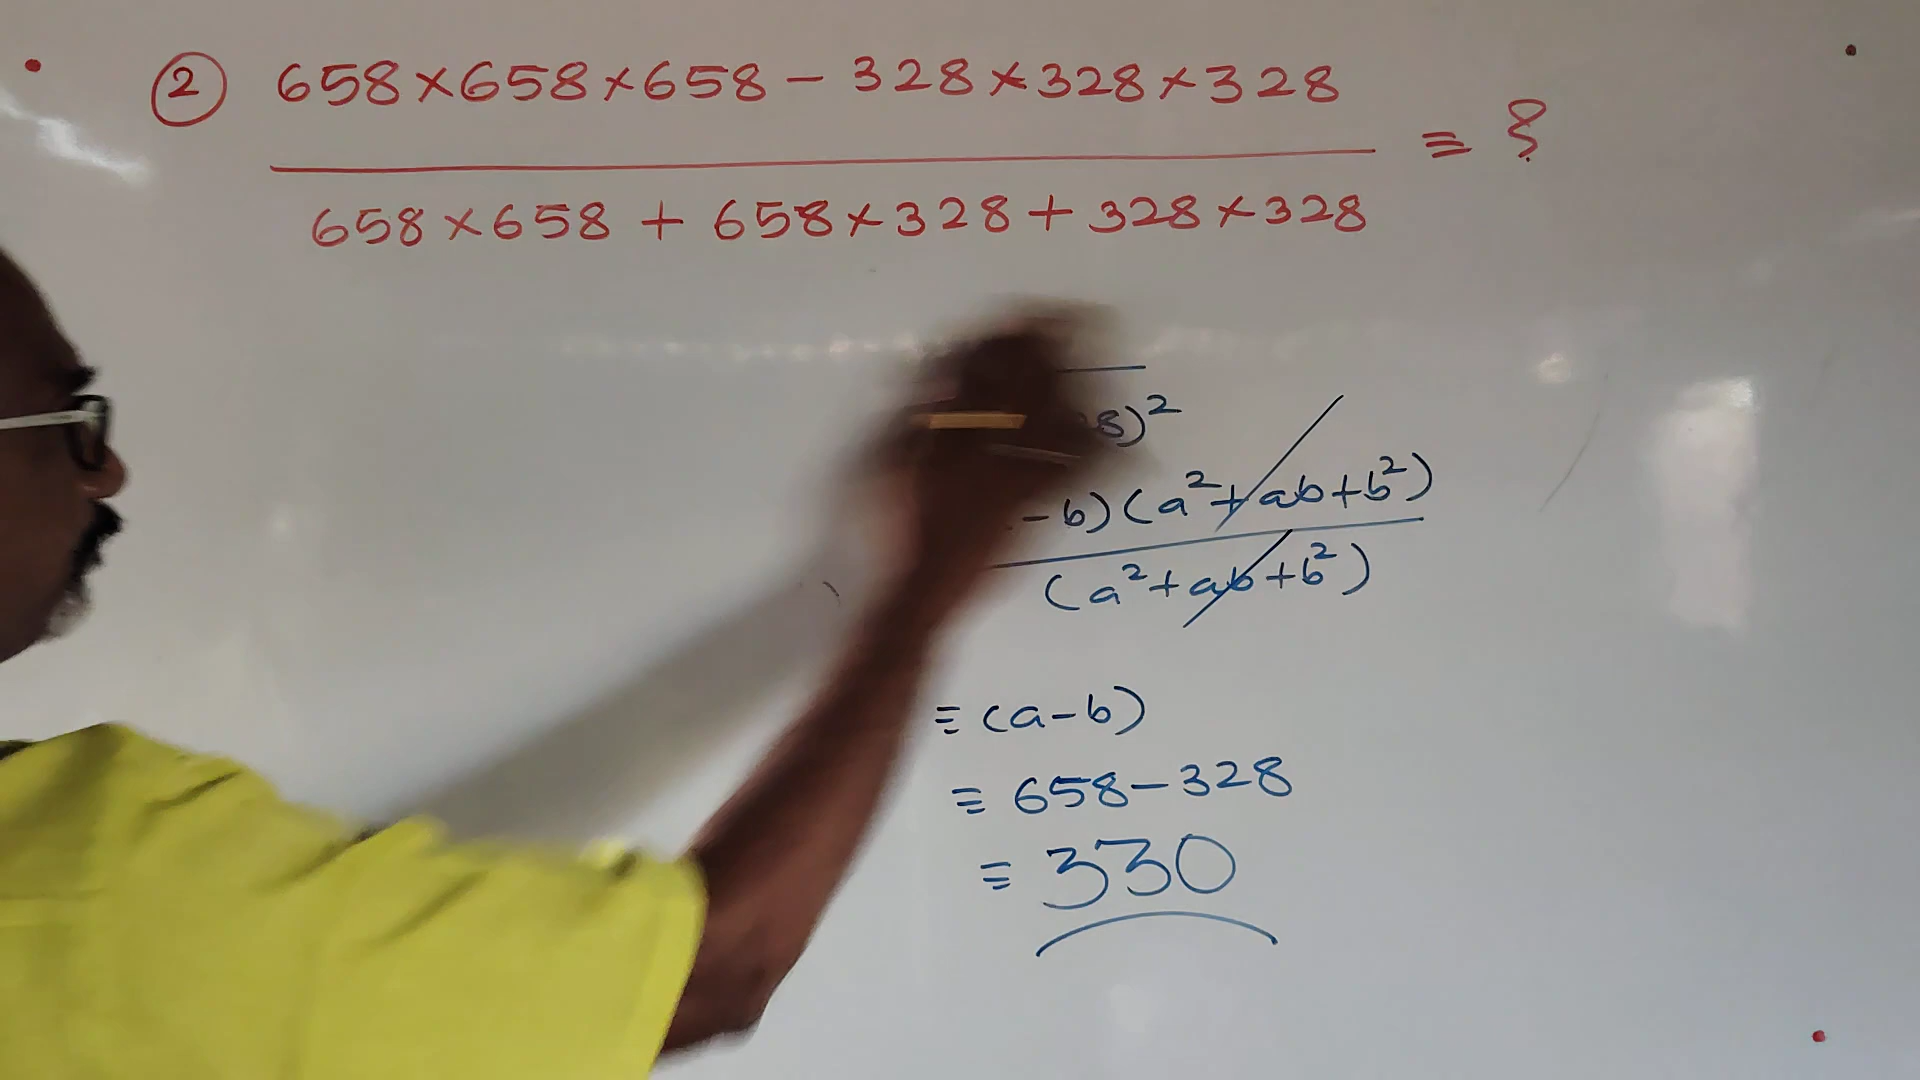 ② 658×658×658 - 328×328×328
= ?
658×658 + 658×328 + 328×328
8)²
-b)(a²+ab+b²)
(a²+ab+b²)
= (a-b)
= 658-328
= 330